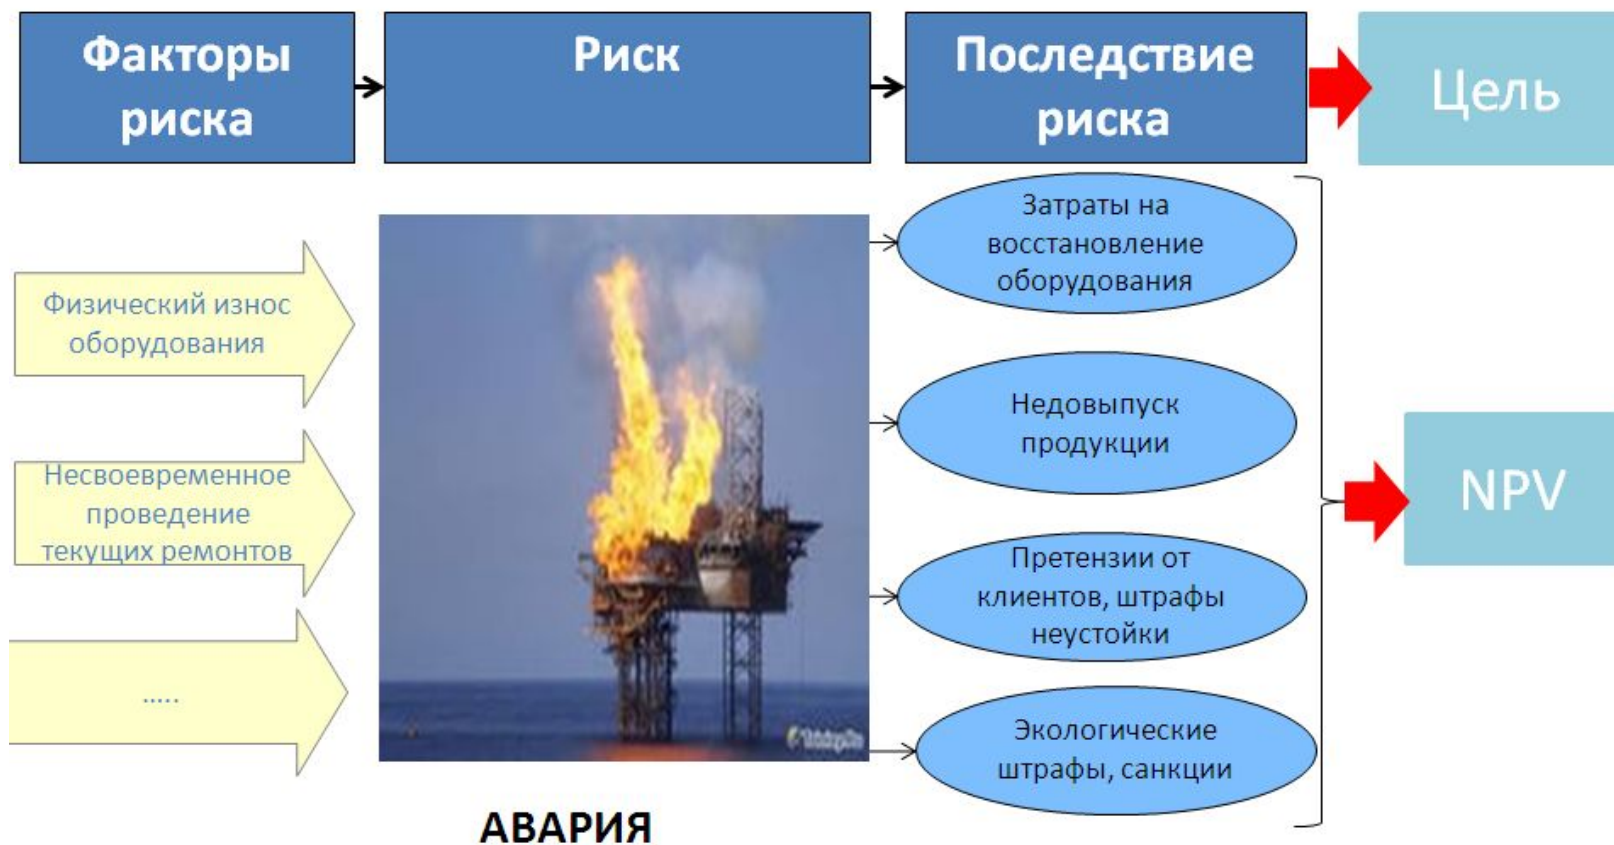 Факторы
риска
Риск
Последствие
риска
Цель
Физический износ
оборудования
Несвоевременное
проведение
текущих ремонтов
.....
АВАРИЯ
Затраты на
восстановление
оборудования
Недовыпуск
продукции
Претензии от
клиентов, штрафы
неустойки
Экологические
штрафы, санкции
NPV